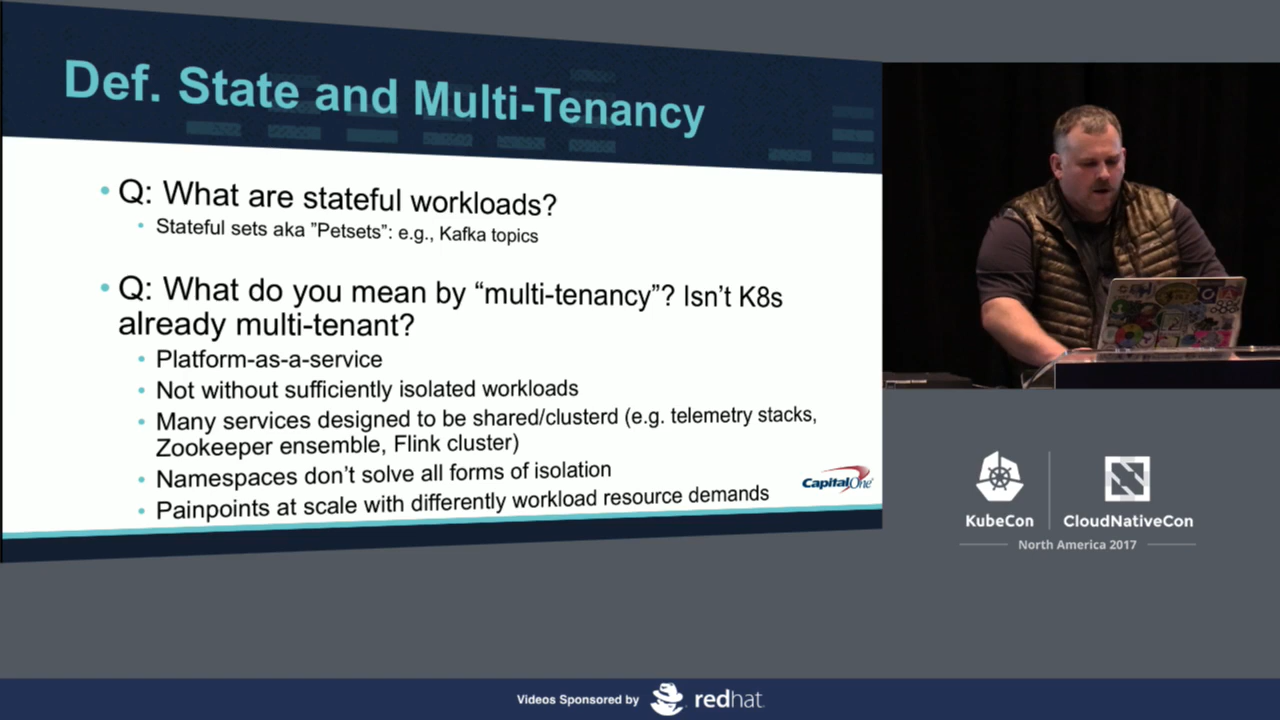 Def. State and Multi-Tenancy
• Q: What are stateful workloads?
• Stateful sets aka ”Petsets”: e.g., Kafka topics
• Q: What do you mean by “multi-tenancy”? Isn’t K8s
already multi-tenant?
• Platform-as-a-service
• Not without sufficiently isolated workloads
• Many services designed to be shared/clusterd (e.g. telemetry stacks,
Zookeeper ensemble, Flink cluster)
• Namespaces don’t solve all forms of isolation
• Painpoints at scale with differently workload resource demands
CapitalOne
KubeCon
CloudNativeCon
North America 2017
Videos Sponsored by
redhat.